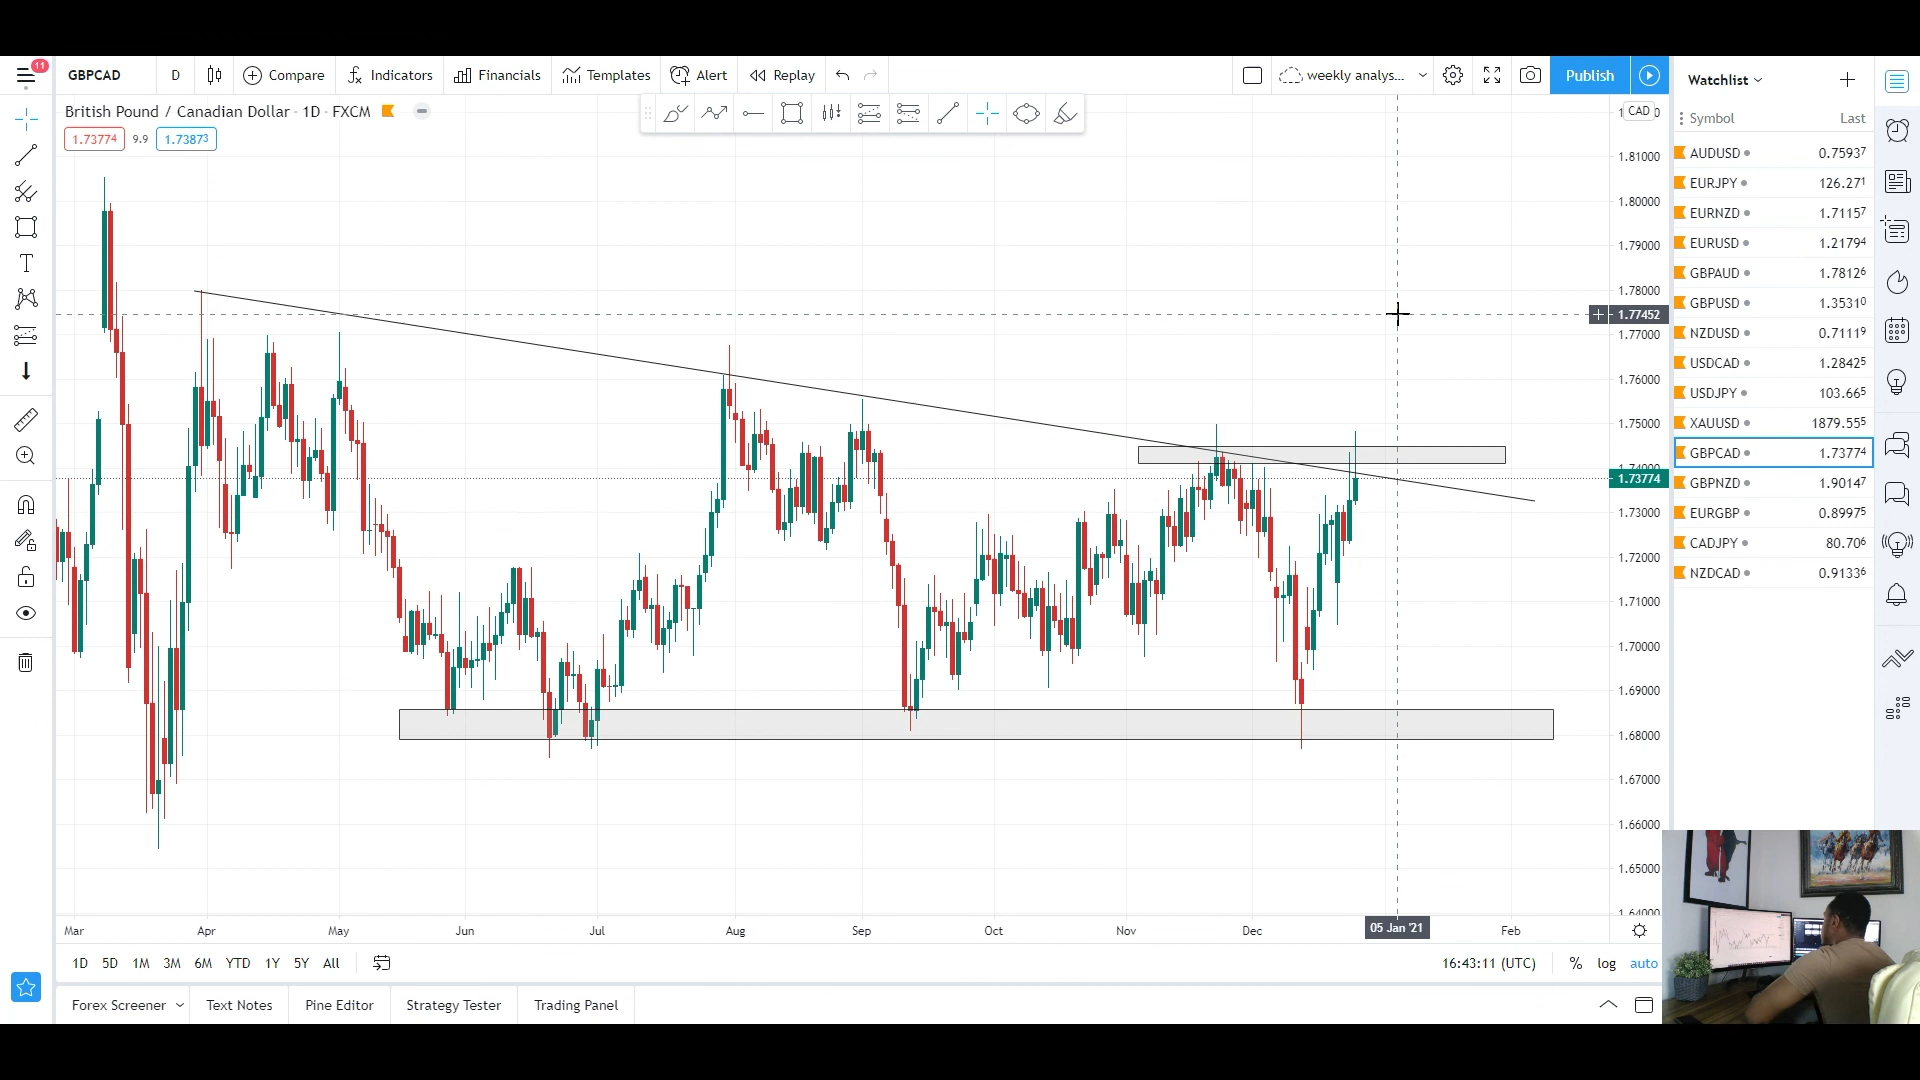 11
GBPCAD D Compare Indicators Financials Templates Alert Replay weekly analys... Publish
British Pound / Canadian Dollar · 1D · FXCM
1.73774 9.9 1.73873
CAD
1.81000
1.80000
1.79000
1.78000
1.77452
1.77000
1.76000
1.75000
1.74000
1.73774
1.73000
1.72000
1.71000
1.70000
1.69000
1.68000
1.67000
1.66000
1.65000
1.64000
Mar Apr May Jun Jul Aug Sep Oct Nov Dec 05 Jan '21 Feb
1D 5D 1M 3M 6M YTD 1Y 5Y All 16:43:11 (UTC) % log auto
Forex Screener Text Notes Pine Editor Strategy Tester Trading Panel
Watchlist
Symbol Last
AUDUSD 0.75937
EURJPY 126.271
EURNZD 1.71157
EURUSD 1.21794
GBPAUD 1.78126
GBPUSD 1.35310
NZDUSD 0.71119
USDCAD 1.28425
USDJPY 103.665
XAUUSD 1879.555
GBPCAD 1.73774
GBPNZD 1.90147
EURGBP 0.89975
CADJPY 80.706
NZDCAD 0.91336